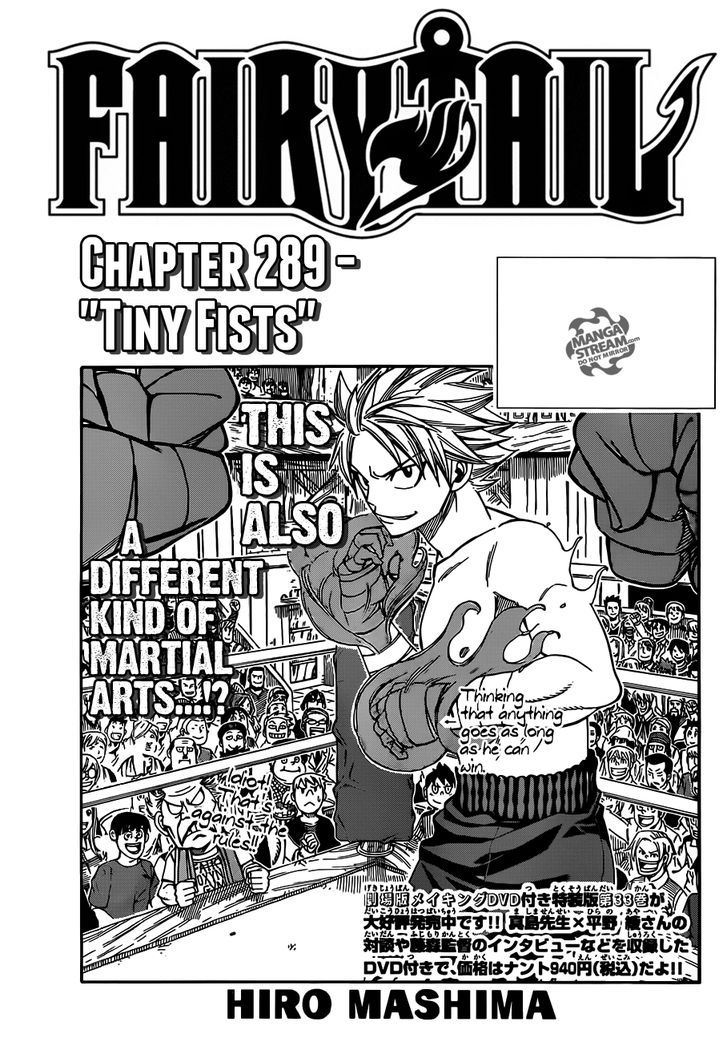 FAIRY TAIL
CHAPTER 289 -
"TINY FISTS"
MANGA
STREAM.com
DO NOT MIRROR
THIS
IS
ALSO
A
DIFFERENT
KIND OF
MARTIAL
ARTS...!?
Thinking
that anything
goes as long
as he can
win.
Idiot!
That's
against the
rules!!
劇場版メイキングDVD付き特装版第33巻が
大好評発売中です!! 真島先生×平野 綾さんの
対談や藤森監督のインタビューなどを収録した
DVD付きで、価格はナント940円(税込)だよ!!
HIRO MASHIMA